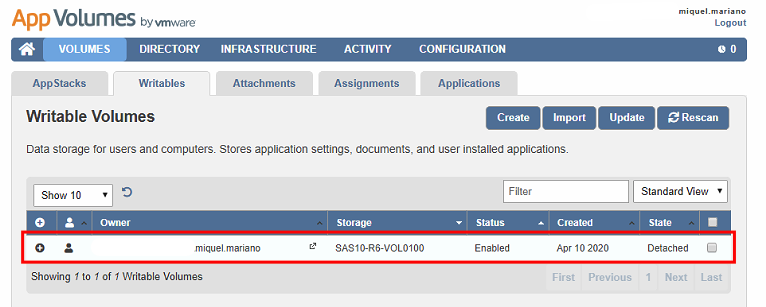 miquel.mariano
App Volumes by vmware
Logout
VOLUMES DIRECTORY INFRASTRUCTURE ACTIVITY CONFIGURATION 0
AppStacks Writables Attachments Assignments Applications
Writable Volumes
Create Import Update Rescan
Data storage for users and computers. Stores application settings, documents, and user installed applications.
Show 10 Filter Standard View
Owner Storage Status Created State
.miquel.mariano SAS10-R6-VOL0100 Enabled Apr 10 2020 Detached
Showing 1 to 1 of 1 Writable Volumes First Previous 1 Next Last